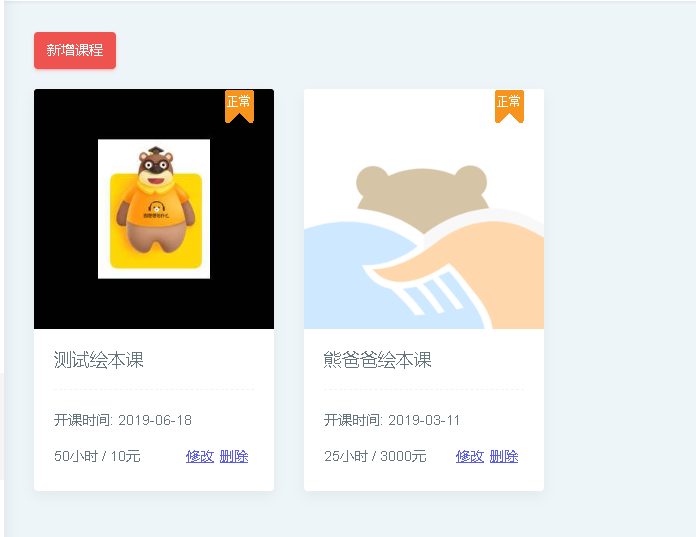 新增课程
正常
正常
测试绘本课
开课时间: 2019-06-18
50小时 / 10元 修改 删除
熊爸爸绘本课
开课时间: 2019-03-11
25小时 / 3000元 修改 删除